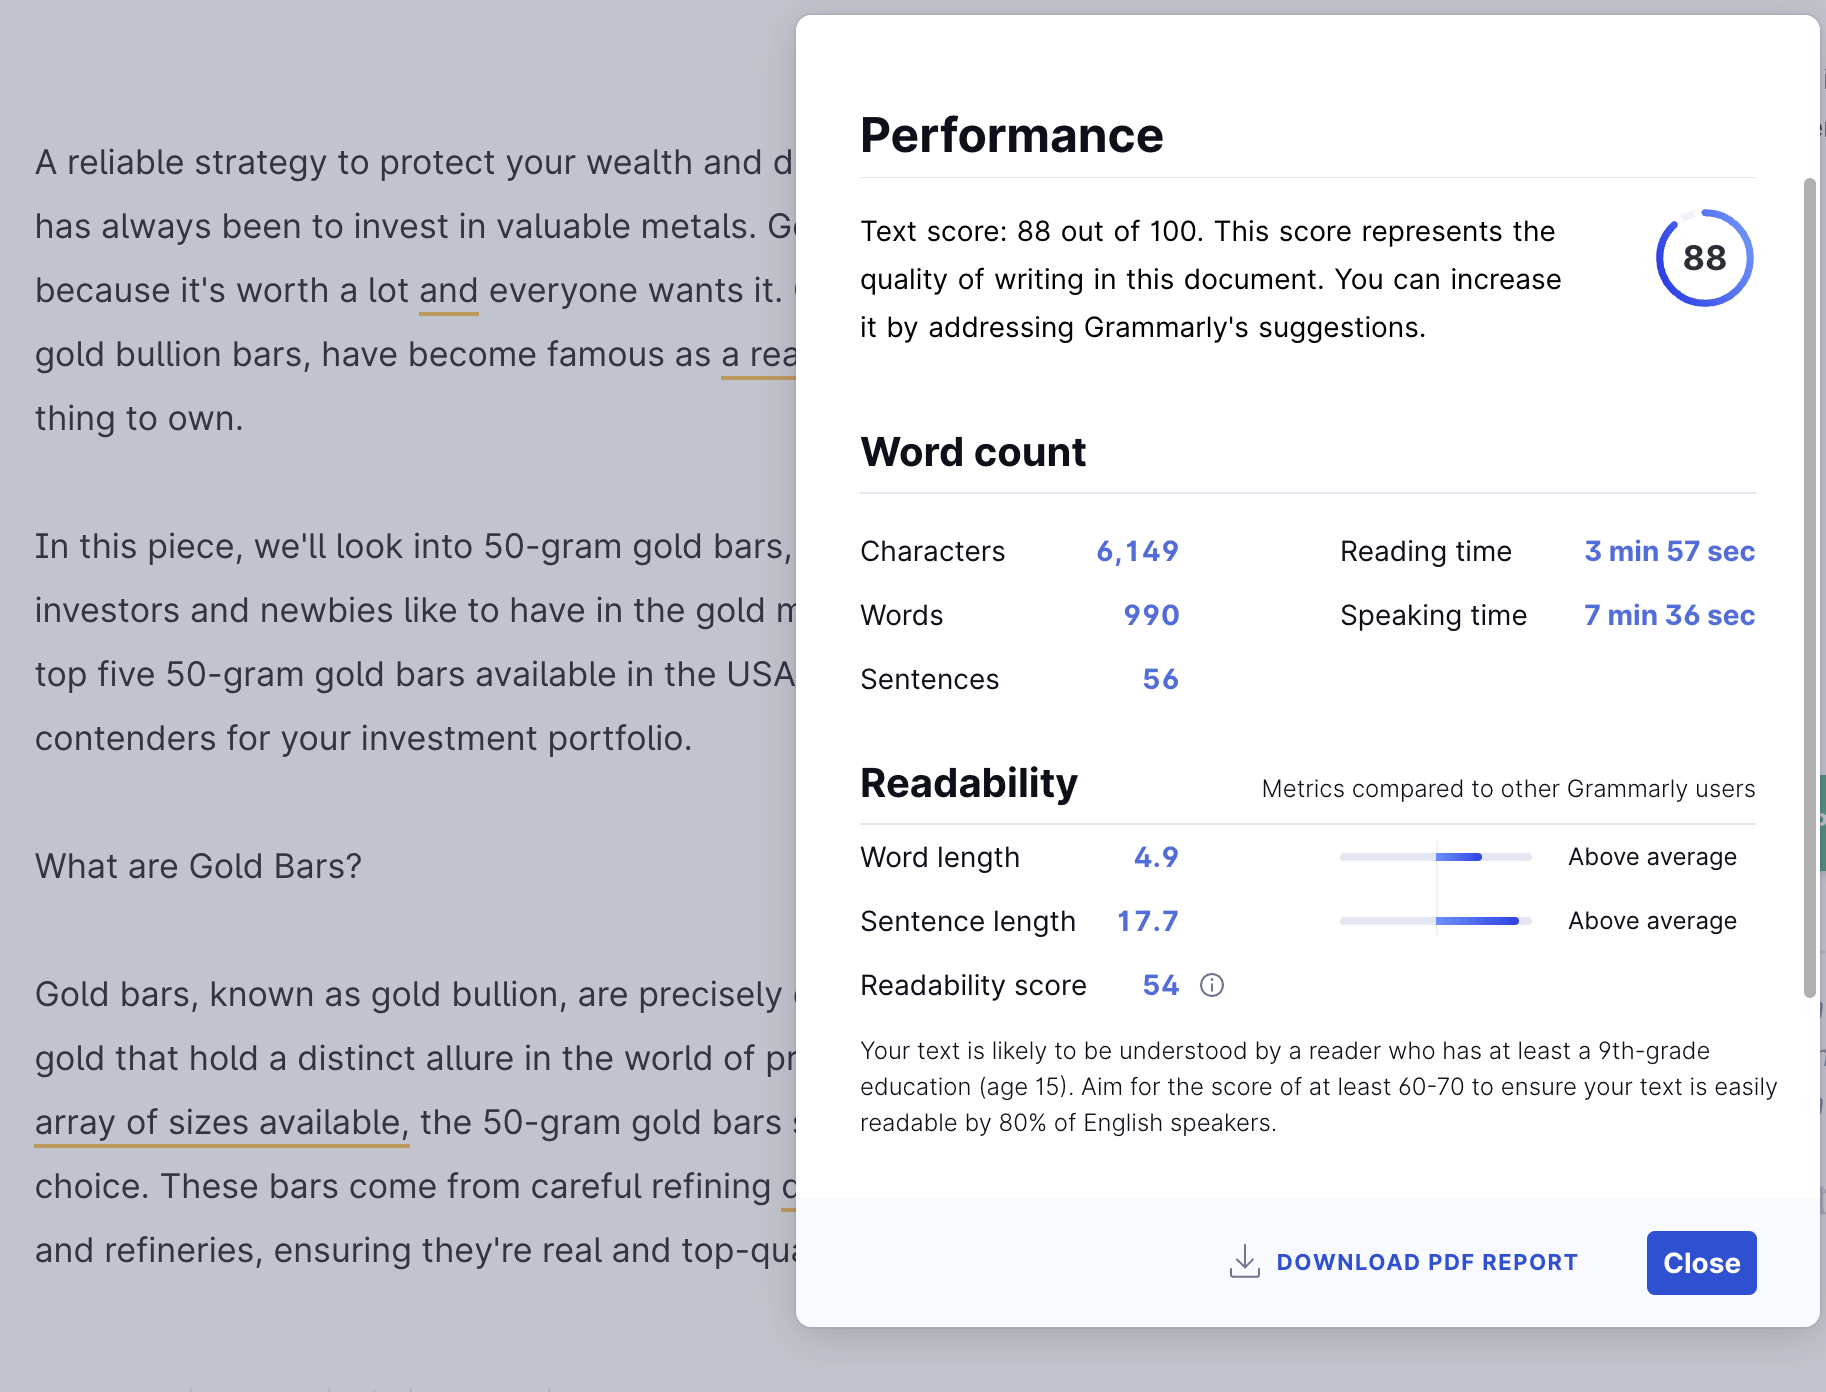 A reliable strategy to protect your wealth and
has always been to invest in valuable metals.
because it's worth a lot and everyone wants it.
gold bullion bars, have become famous as a
thing to own.
In this piece, we'll look into 50-gram gold bars,
investors and newbies like to have in the gold
top five 50-gram gold bars available in the USA
contenders for your investment portfolio.
What are Gold Bars?
Gold bars, known as gold bullion, are precisely
gold that hold a distinct allure in the world of
array of sizes available, the 50-gram gold bars
choice. These bars come from careful refining
and refineries, ensuring they're real and
Performance
Text score: 88 out of 100. This score represents the
quality of writing in this document. You can increase
it by addressing Grammarly's suggestions.
88
Word count
Characters 6,149 Reading time 3 min 57 sec
Words 990 Speaking time 7 min 36 sec
Sentences 56
Readability Metrics compared to other Grammarly users
Word length 4.9 Above average
Sentence length 17.7 Above average
Readability score 54
Your text is likely to be understood by a reader who has at least a 9th-grade
education (age 15). Aim for the score of at least 60-70 to ensure your text is easily
readable by 80% of English speakers.
DOWNLOAD PDF REPORT
Close